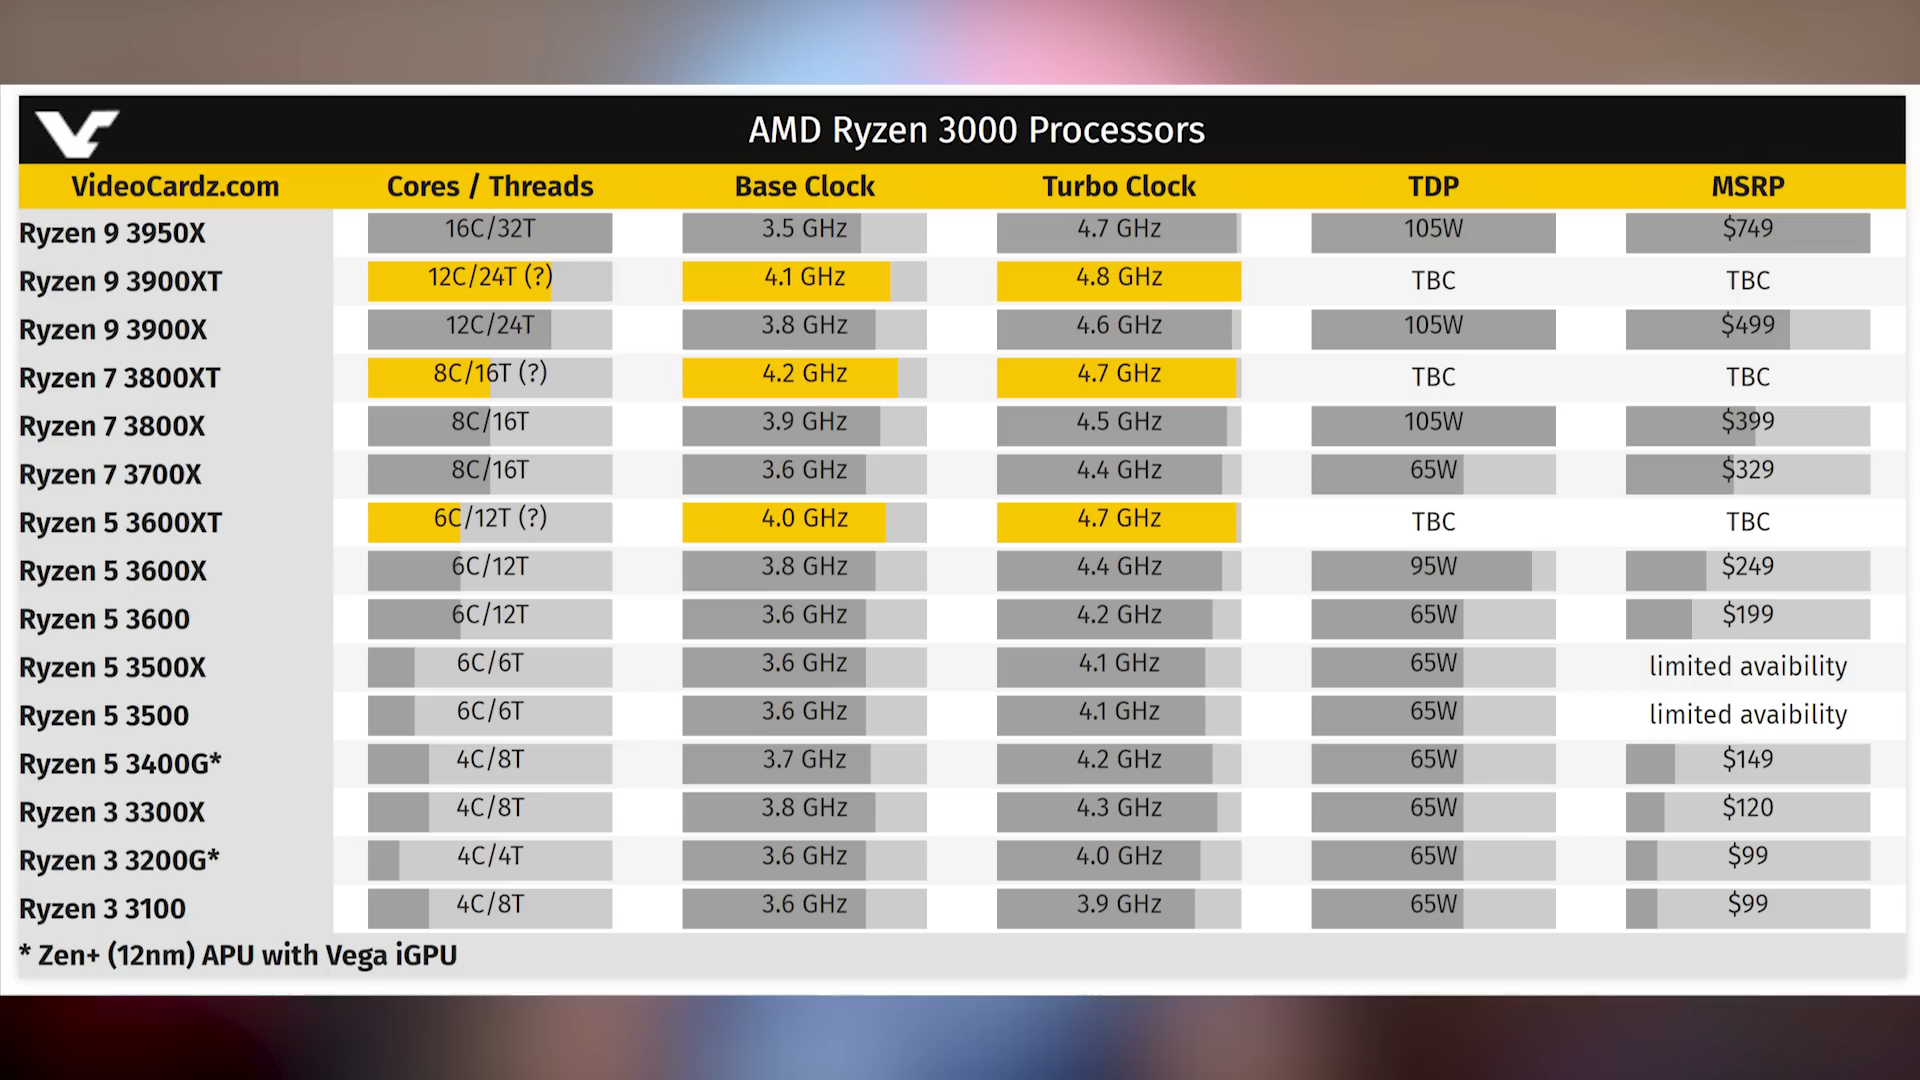 AMD Ryzen 3000 Processors
VideoCardz.com Cores / Threads Base Clock Turbo Clock TDP MSRP
Ryzen 9 3950X 16C/32T 3.5 GHz 4.7 GHz 105W $749
Ryzen 9 3900XT 12C/24T (?) 4.1 GHz 4.8 GHz TBC TBC
Ryzen 9 3900X 12C/24T 3.8 GHz 4.6 GHz 105W $499
Ryzen 7 3800XT 8C/16T (?) 4.2 GHz 4.7 GHz TBC TBC
Ryzen 7 3800X 8C/16T 3.9 GHz 4.5 GHz 105W $399
Ryzen 7 3700X 8C/16T 3.6 GHz 4.4 GHz 65W $329
Ryzen 5 3600XT 6C/12T (?) 4.0 GHz 4.7 GHz TBC TBC
Ryzen 5 3600X 6C/12T 3.8 GHz 4.4 GHz 95W $249
Ryzen 5 3600 6C/12T 3.6 GHz 4.2 GHz 65W $199
Ryzen 5 3500X 6C/6T 3.6 GHz 4.1 GHz 65W limited avaibility
Ryzen 5 3500 6C/6T 3.6 GHz 4.1 GHz 65W limited avaibility
Ryzen 5 3400G* 4C/8T 3.7 GHz 4.2 GHz 65W $149
Ryzen 3 3300X 4C/8T 3.8 GHz 4.3 GHz 65W $120
Ryzen 3 3200G* 4C/4T 3.6 GHz 4.0 GHz 65W $99
Ryzen 3 3100 4C/8T 3.6 GHz 3.9 GHz 65W $99
* Zen+ (12nm) APU with Vega iGPU